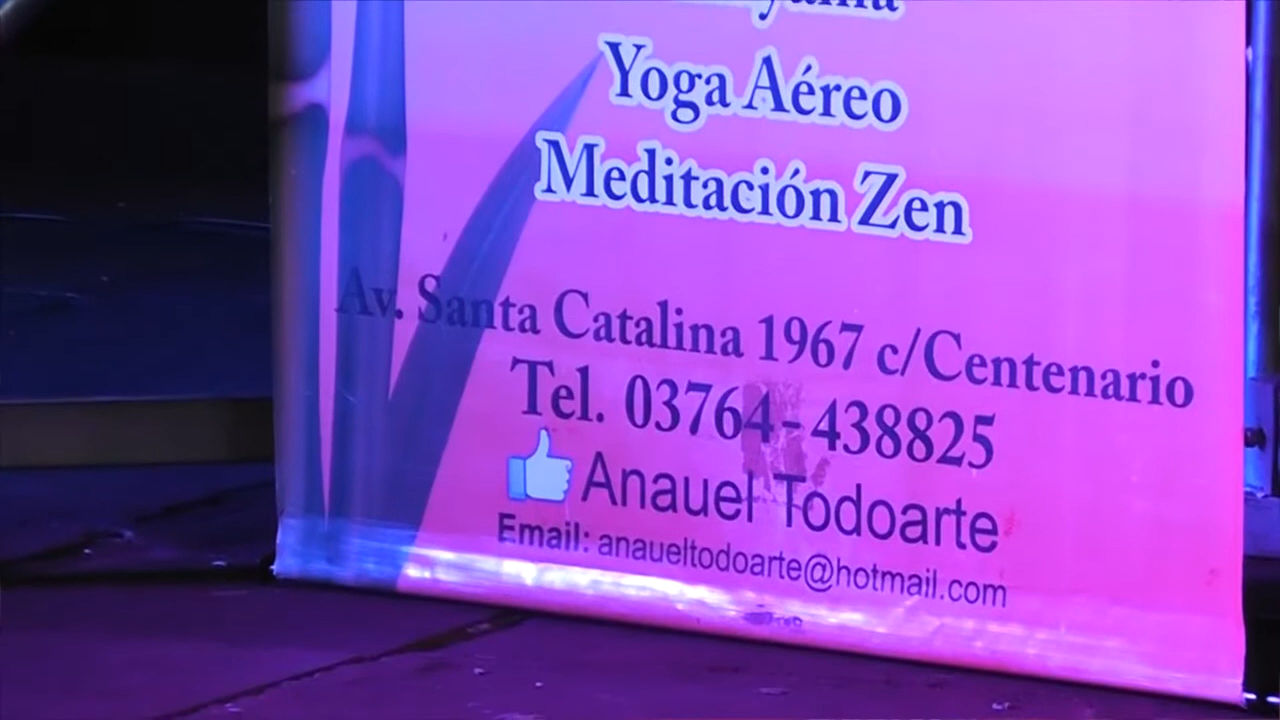 Yoga Aéreo
Meditación Zen
Av. Santa Catalina 1967 c/Centenario
Tel. 03764-438825
Anauel Todoarte
Email: anaueltodoarte@hotmail.com